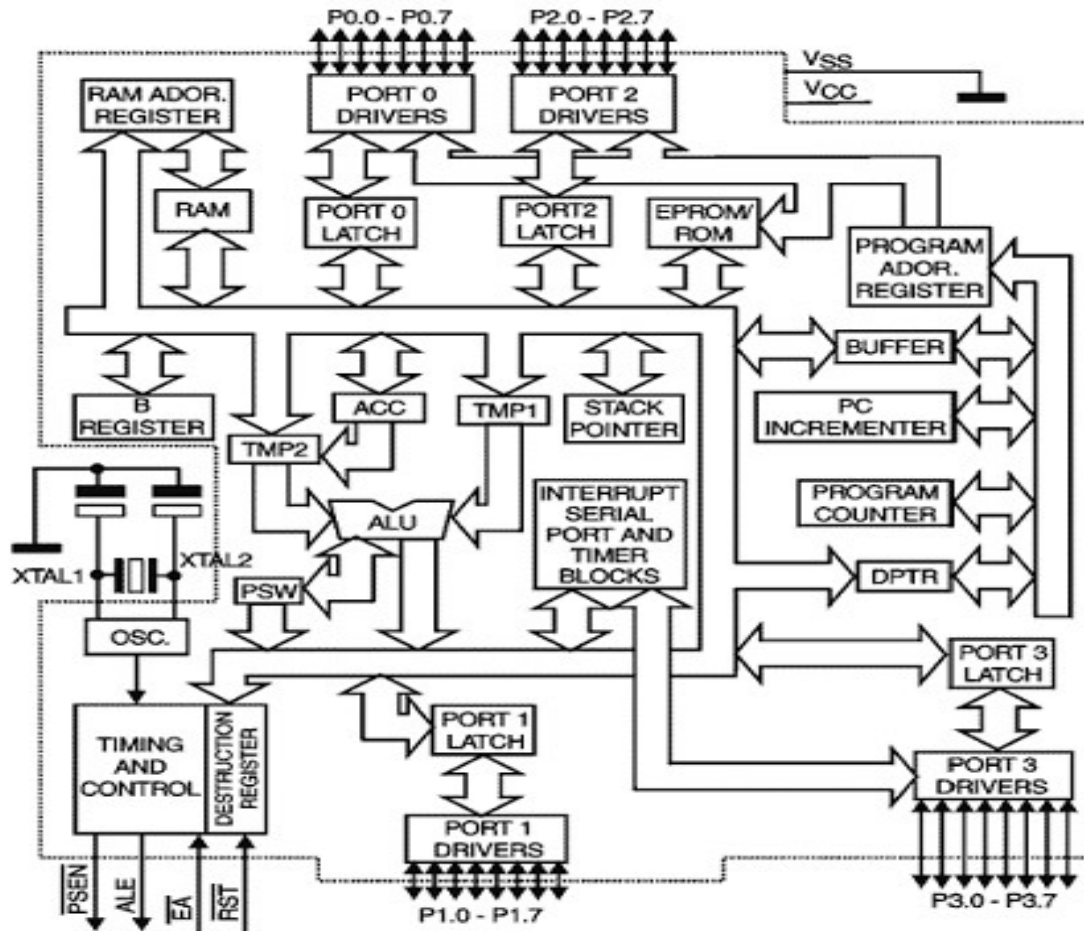 P0.0 - P0.7
P2.0 - P2.7
VSS
VCC
RAM ADOR.
REGISTER
PORT 0
DRIVERS
PORT 2
DRIVERS
RAM
PORT 0
LATCH
PORT2
LATCH
EPROM/
ROM
PROGRAM
ADOR.
REGISTER
BUFFER
B
REGISTER
ACC
TMP1
TMP2
STACK
POINTER
PC
INCREMENTER
ALU
INTERRUPT
SERIAL
PORT AND
TIMER
BLOCKS
PROGRAM
COUNTER
XTAL1
XTAL2
PSW
DPTR
OSC.
PORT 3
LATCH
TIMING
AND
CONTROL
DESTRUCTION
REGISTER
PORT 1
LATCH
PORT 3
DRIVERS
PORT 1
DRIVERS
PSEN
ALE
EA
RST
P1.0 - P1.7
P3.0 - P3.7